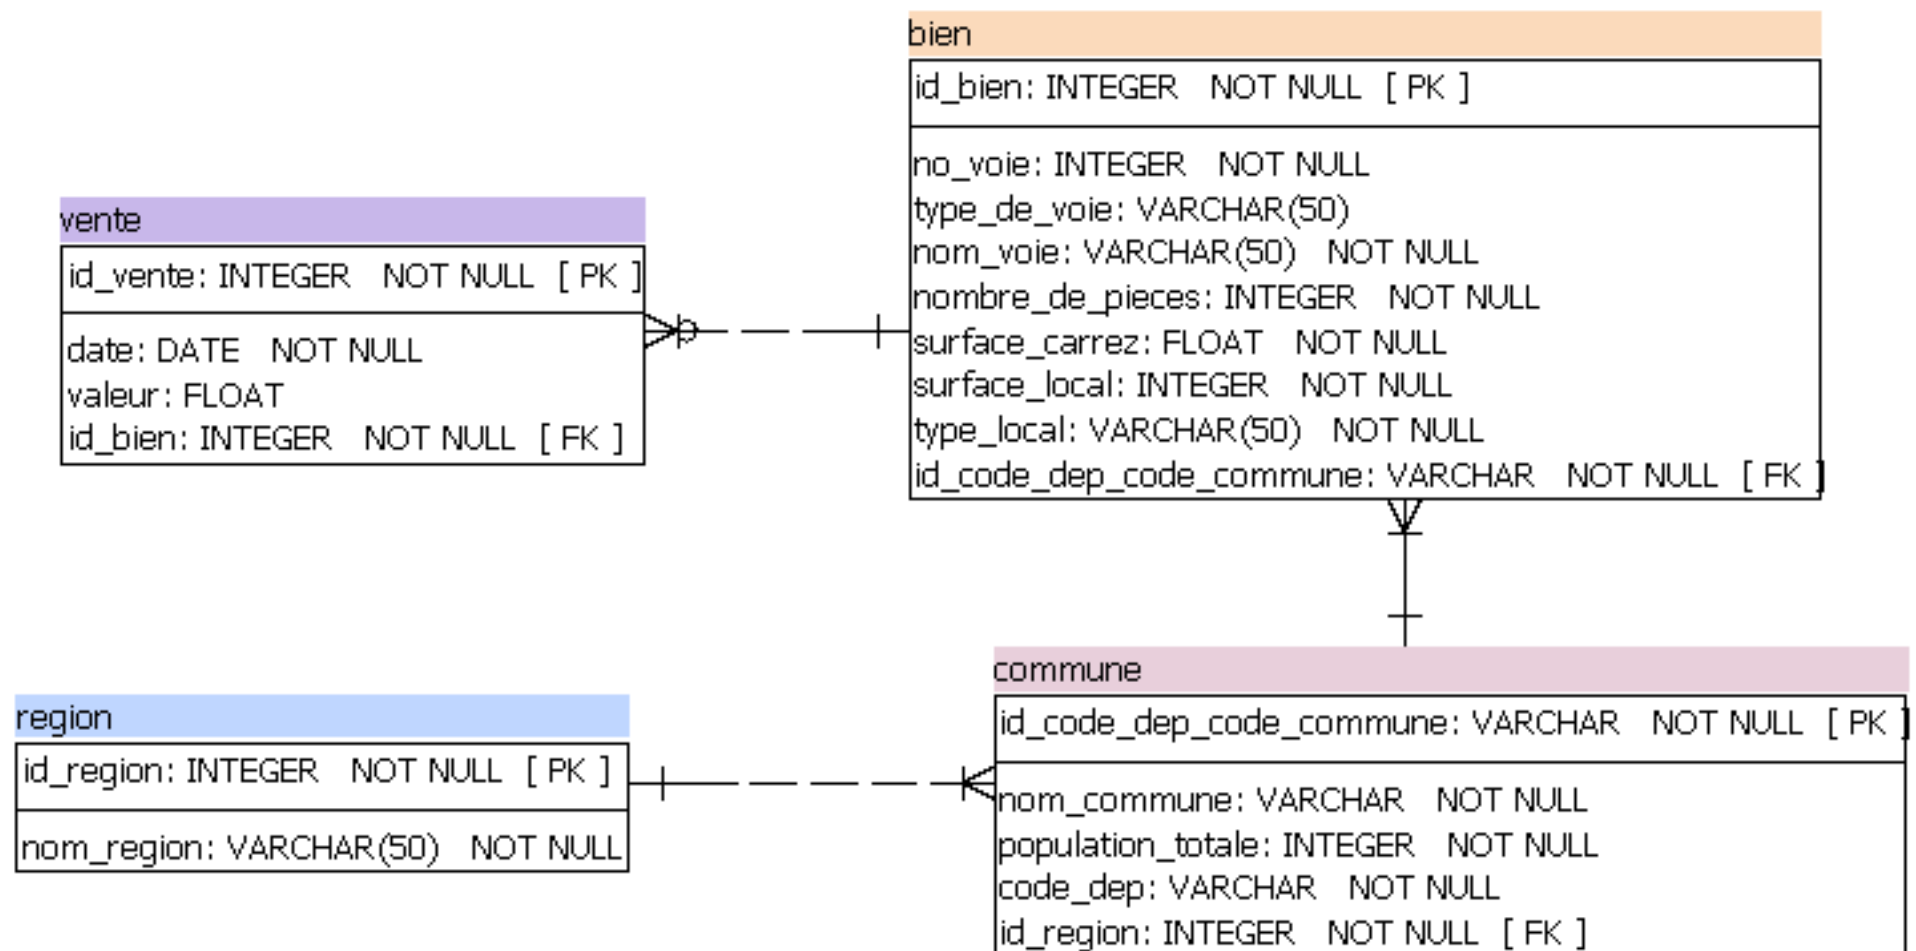 bien
id_bien: INTEGER NOT NULL [ PK ]
no_voie: INTEGER NOT NULL
type_de_voie: VARCHAR(50)
nom_voie: VARCHAR(50) NOT NULL
nombre_de_pieces: INTEGER NOT NULL
surface_carrez: FLOAT NOT NULL
surface_local: INTEGER NOT NULL
type_local: VARCHAR(50) NOT NULL
id_code_dep_code_commune: VARCHAR NOT NULL [ FK ]
vente
id_vente: INTEGER NOT NULL [ PK ]
date: DATE NOT NULL
valeur: FLOAT
id_bien: INTEGER NOT NULL [ FK ]
commune
id_code_dep_code_commune: VARCHAR NOT NULL [ PK ]
nom_commune: VARCHAR NOT NULL
population_totale: INTEGER NOT NULL
code_dep: VARCHAR NOT NULL
id_region: INTEGER NOT NULL [ FK ]
region
id_region: INTEGER NOT NULL [ PK ]
nom_region: VARCHAR(50) NOT NULL